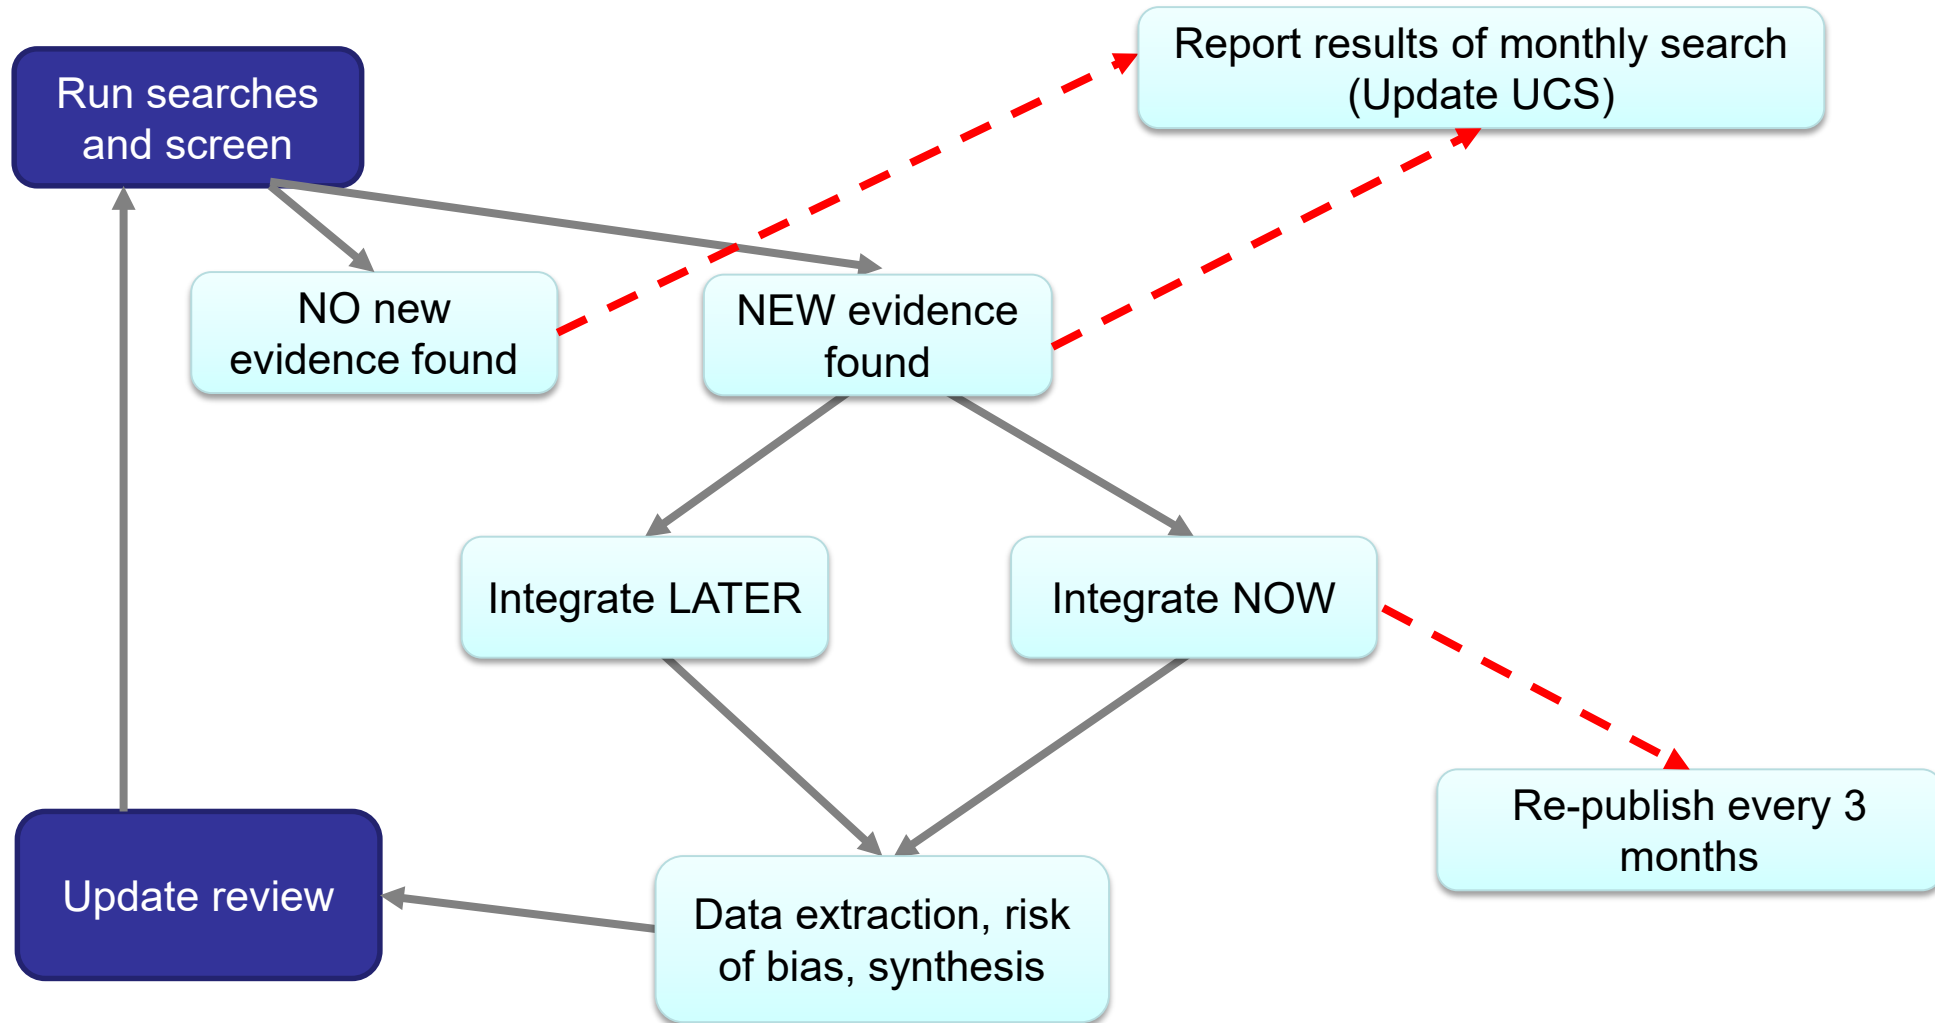 Report results of monthly search
(Update UCS)
Run searches
and screen
NO new
evidence found
NEW evidence
found
Integrate LATER
Integrate NOW
Re-publish every 3
months
Update review
Data extraction, risk
of bias, synthesis